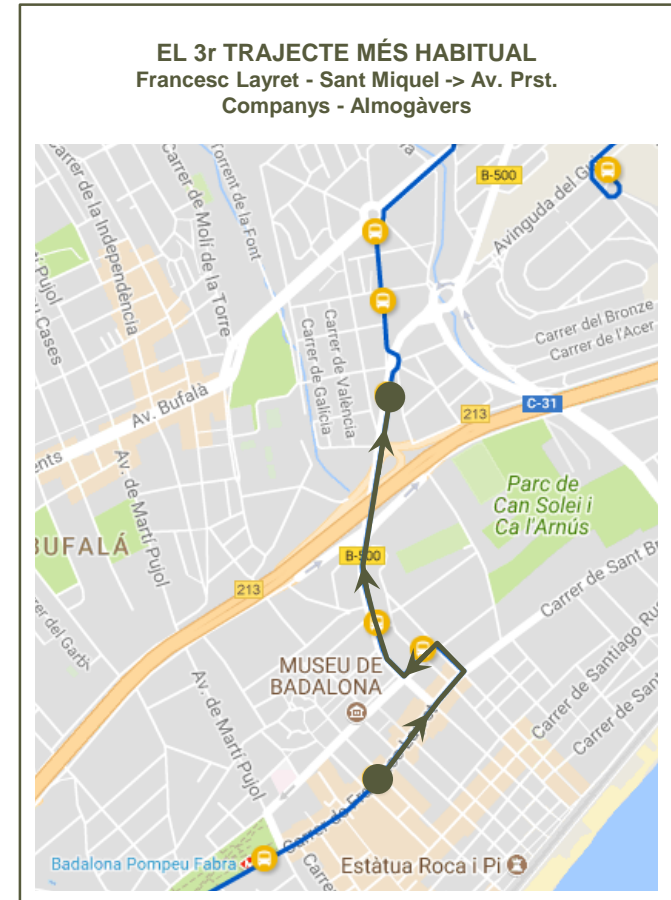 EL 3r TRAJECTE MÉS HABITUAL
Francesc Layret - Sant Miquel -> Av. Prst.
Companys - Almogàvers
Carrer de la Independència
Carrer de Molí de la Torre
Torrent de la Font
B-500
Avinguda del
Carrer del Bronze
Carrer de l'Acer
Carrer de València
Carrer de Galícia
Av. Bufalà
C-31
213
Parc de
Can Solei i
Ca l'Arnús
Av. de Martí Pujol
BUFALÁ
B-500
213
Carrer de Sant
Carrer de Santiago
MUSEU DE
BADALONA
Av. de Martí Pujol
Carrer de
Badalona Pompeu Fabra
Estàtua Roca i Pi